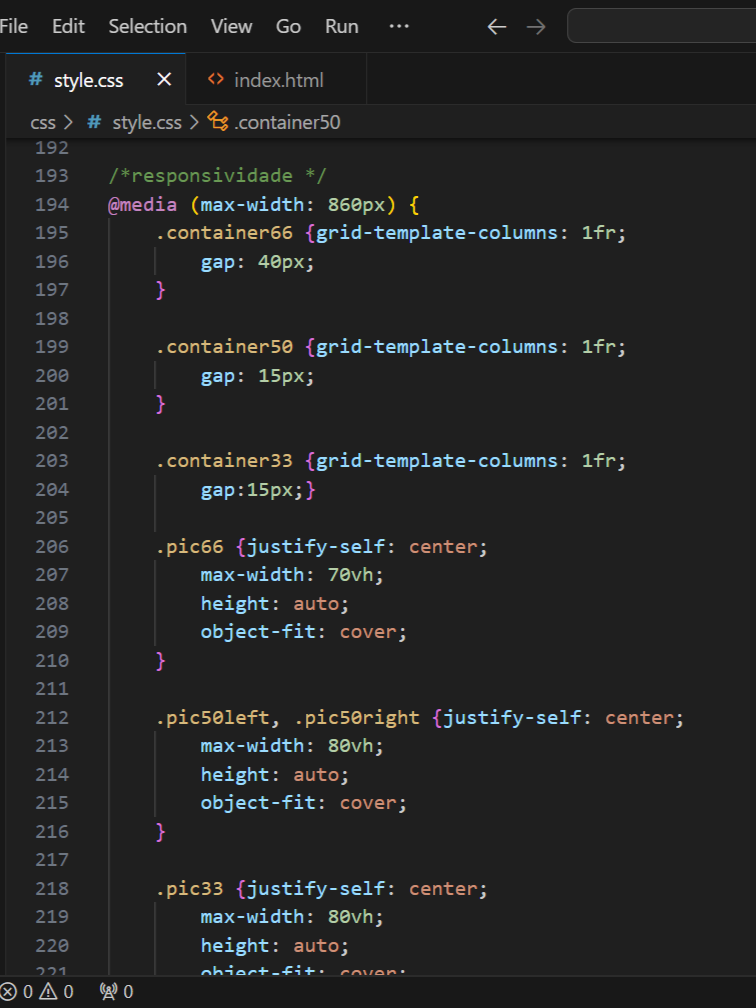 File Edit Selection View Go Run ··· ← →
# style.css × <> index.html
css > # style.css > .container50
192
193 /*responsividade */
194 @media (max-width: 860px) {
195 .container66 {grid-template-columns: 1fr;
196 gap: 40px;
197 }
198
199 .container50 {grid-template-columns: 1fr;
200 gap: 15px;
201 }
202
203 .container33 {grid-template-columns: 1fr;
204 gap:15px;}
205
206 .pic66 {justify-self: center;
207 max-width: 70vh;
208 height: auto;
209 object-fit: cover;
210 }
211
212 .pic50left, .pic50right {justify-self: center;
213 max-width: 80vh;
214 height: auto;
215 object-fit: cover;
216 }
217
218 .pic33 {justify-self: center;
219 max-width: 80vh;
220 height: auto;
221 object-fit: cover;
0 0 0